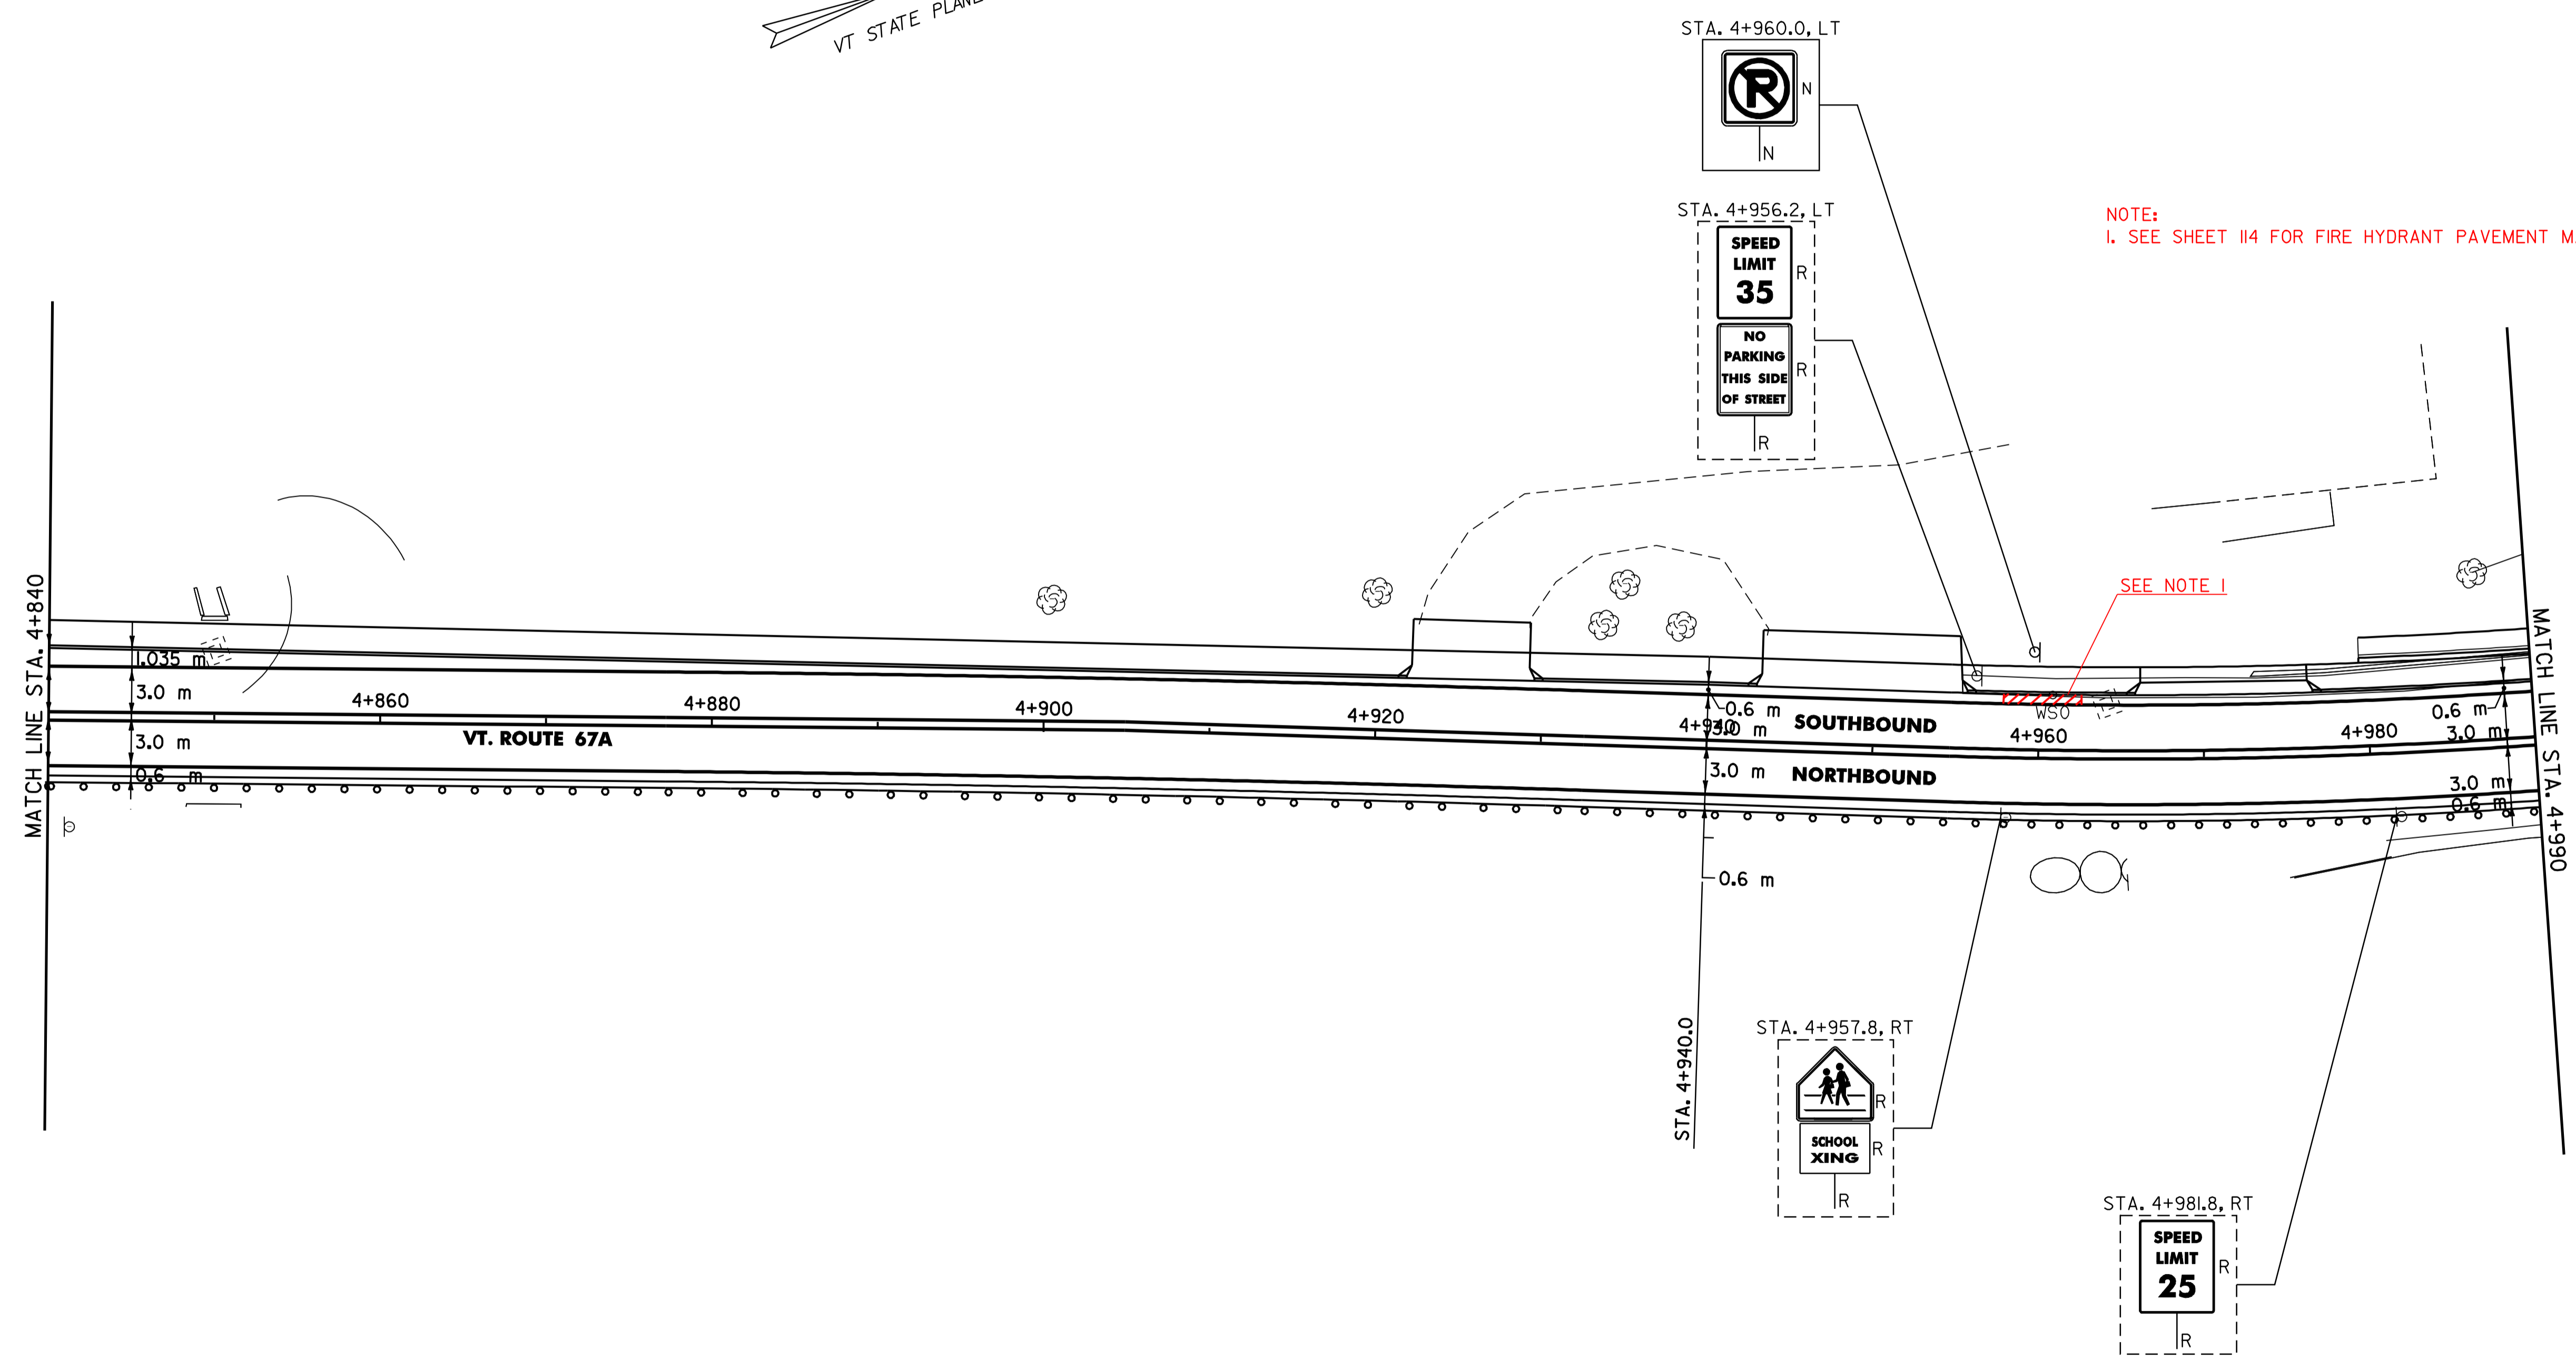 VT STATE PLANE
STA. 4+960.0, LT
P
N
N
STA. 4+956.2, LT
SPEED
LIMIT
35
R
NO
PARKING
THIS SIDE
OF STREET
R
R
NOTE:
1. SEE SHEET 114 FOR FIRE HYDRANT PAVEMENT M
SEE NOTE 1
MATCH LINE STA. 4+840
1.035 m
3.0 m
3.0 m
0.6 m
4+860
4+880
4+900
4+920
4+940
4+960
4+980
VT. ROUTE 67A
0.6 m
3.0 m
SOUTHBOUND
WSO
3.0 m
NORTHBOUND
0.6 m
0.6 m
3.0 m
3.0 m
0.6 m
MATCH LINE STA. 4+990
STA. 4+940.0
STA. 4+957.8, RT
R
SCHOOL
XING
R
R
STA. 4+981.8, RT
SPEED
LIMIT
25
R
R